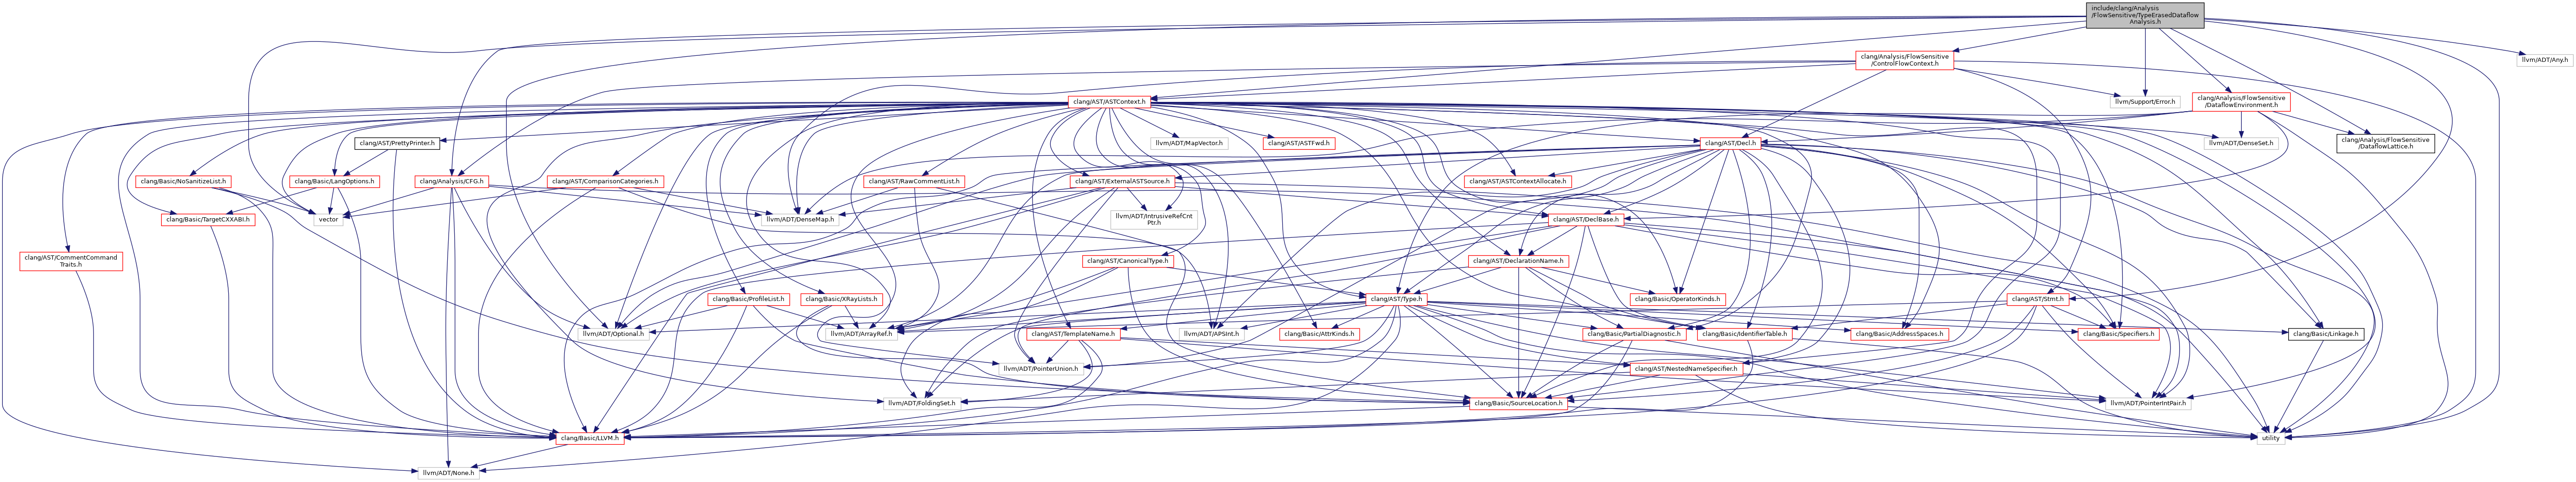 include/clang/Analysis
/FlowSensitive/TypeErasedDataflow
Analysis.h
clang/Analysis/FlowSensitive
/ControlFlowContext.h
llvm/ADT/Any.h
clang/AST/ASTContext.h
llvm/Support/Error.h
clang/Analysis/FlowSensitive
/DataflowEnvironment.h
clang/AST/PrettyPrinter.h
llvm/ADT/MapVector.h
clang/AST/ASTFwd.h
clang/AST/Decl.h
llvm/ADT/DenseSet.h
clang/Analysis/FlowSensitive
/DataflowLattice.h
clang/Basic/NoSanitizeList.h
clang/Basic/LangOptions.h
clang/Analysis/CFG.h
clang/AST/ComparisonCategories.h
clang/AST/RawCommentList.h
clang/AST/ExternalASTSource.h
clang/AST/ASTContextAllocate.h
clang/Basic/TargetCXXABI.h
vector
llvm/ADT/DenseMap.h
llvm/ADT/IntrusiveRefCnt
Ptr.h
clang/AST/DeclBase.h
clang/AST/CommentCommand
Traits.h
clang/AST/CanonicalType.h
clang/AST/DeclarationName.h
clang/Basic/ProfileList.h
clang/Basic/XRayLists.h
clang/AST/Type.h
clang/Basic/OperatorKinds.h
clang/AST/Stmt.h
llvm/ADT/Optional.h
llvm/ADT/ArrayRef.h
clang/AST/TemplateName.h
llvm/ADT/APSInt.h
clang/Basic/AttrKinds.h
clang/Basic/PartialDiagnostic.h
clang/Basic/IdentifierTable.h
clang/Basic/AddressSpaces.h
clang/Basic/Specifiers.h
clang/Basic/Linkage.h
llvm/ADT/PointerUnion.h
clang/AST/NestedNameSpecifier.h
llvm/ADT/FoldingSet.h
clang/Basic/SourceLocation.h
llvm/ADT/PointerIntPair.h
clang/Basic/LLVM.h
utility
llvm/ADT/None.h